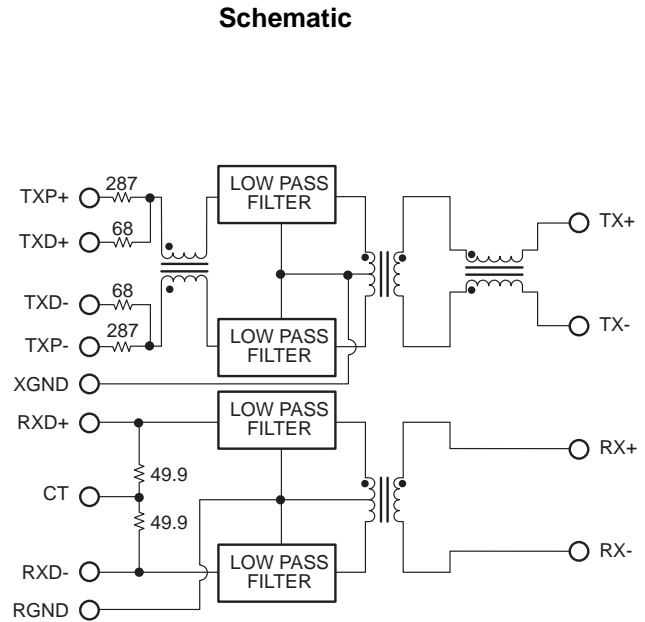 Schematic
TXP+
287
LOW PASS
FILTER
TX+
TXD+
68
TXD-
68
TX-
TXP-
287
LOW PASS
FILTER
XGND
RXD+
LOW PASS
FILTER
RX+
49.9
CT
49.9
RX-
RXD-
LOW PASS
FILTER
RGND